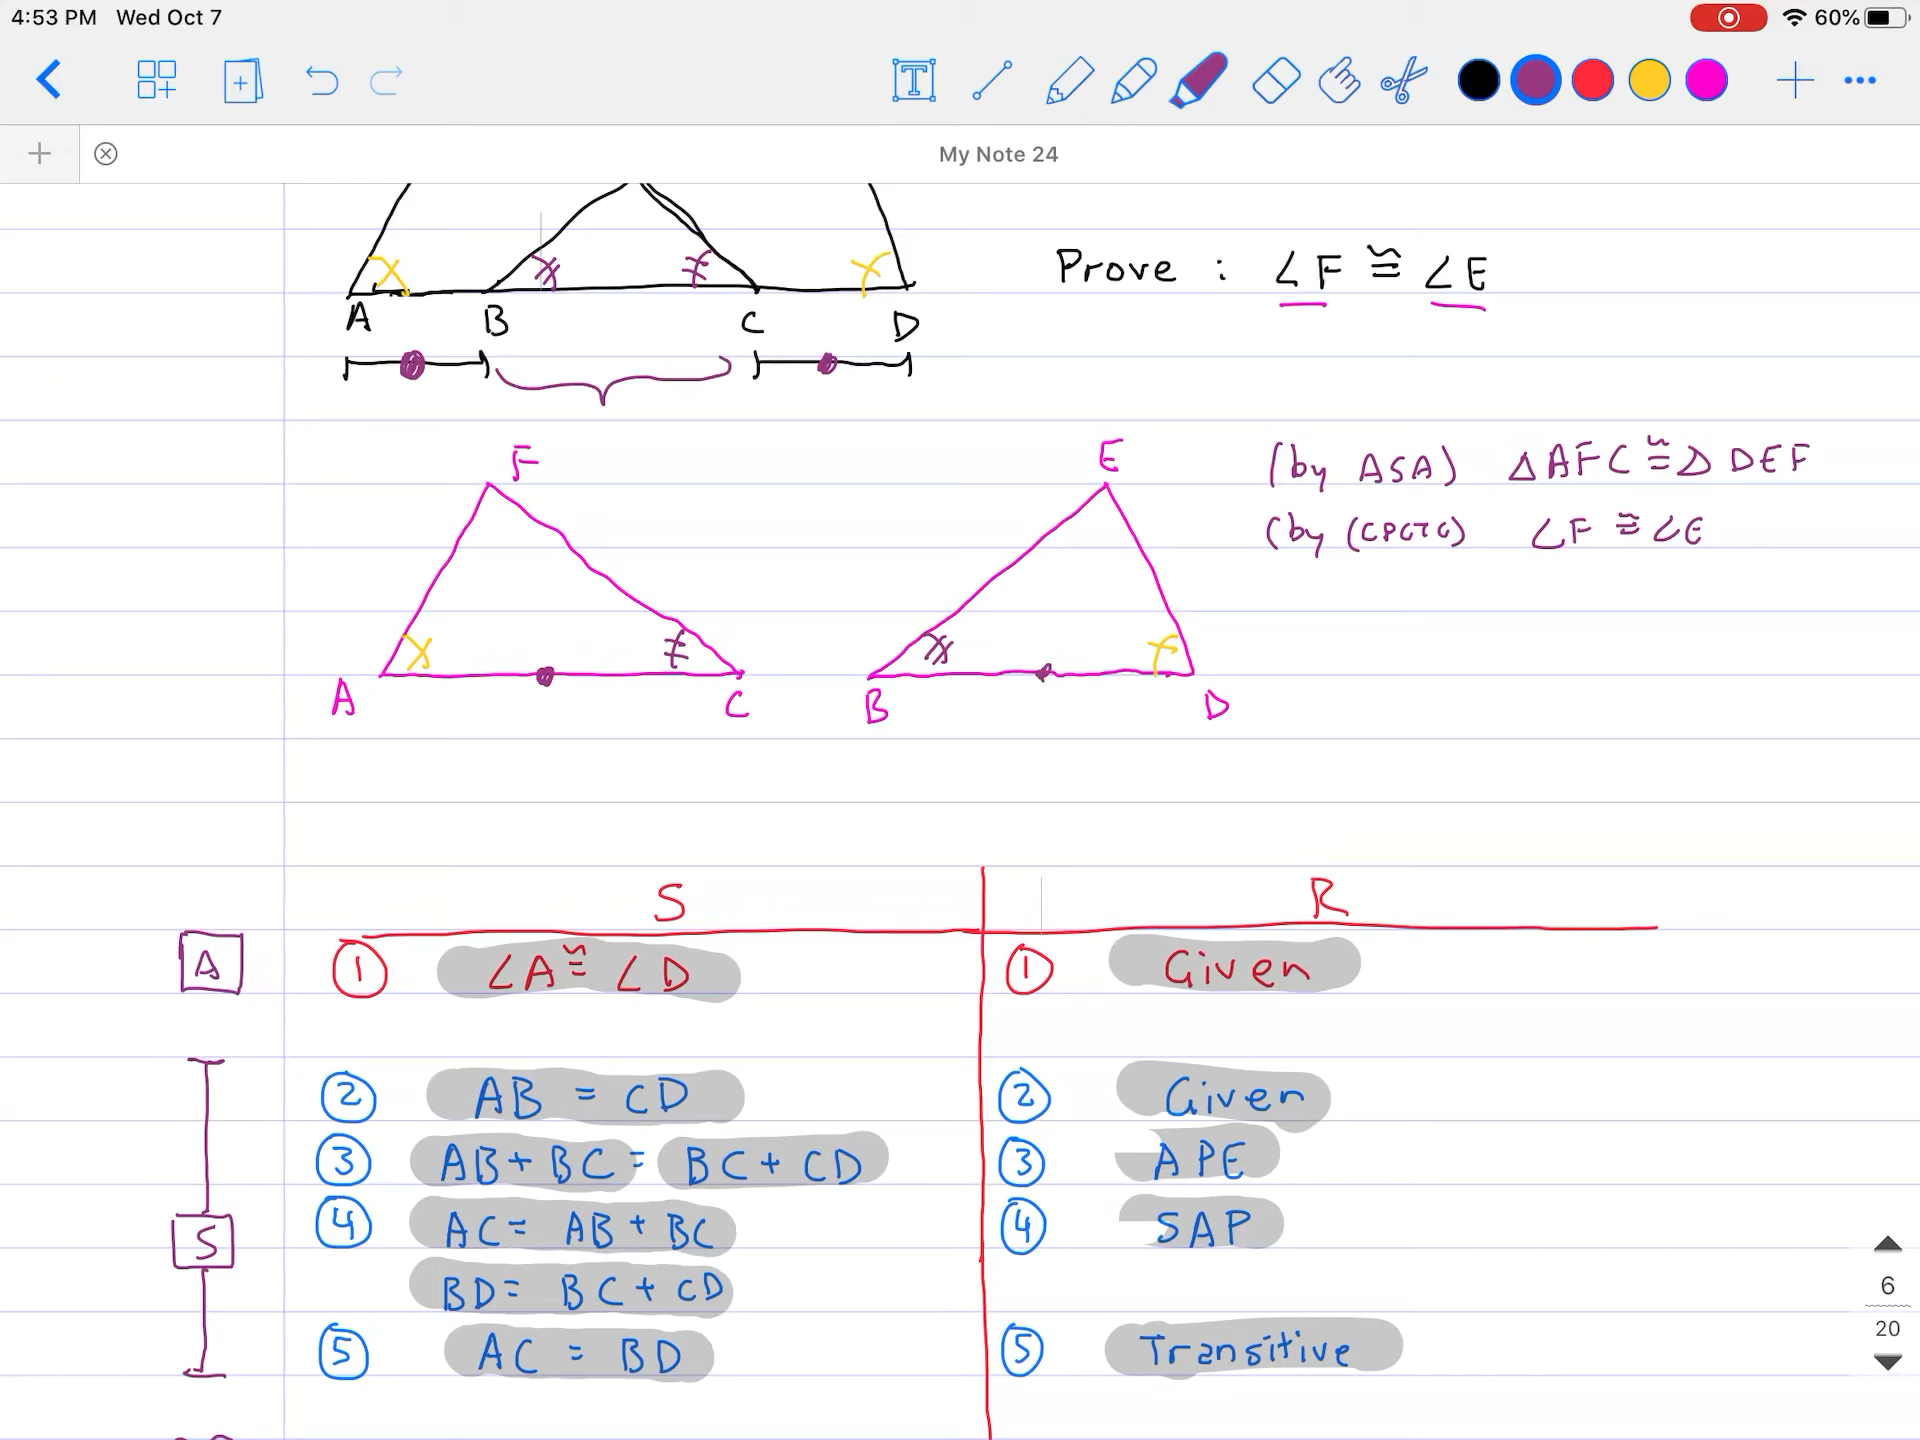 4:53 PM Wed Oct 7
60%
T
My Note 24
Prove : ∠F ≅ ∠E
A B C D
F
E
(by ASA) △AFC ≅ △DEF
(by (CPCTC) ∠F ≅ ∠E
A C B D
S R
A
① ∠A ≅ ∠D ① Given
② AB = CD ② Given
③ AB + BC = BC + CD ③ APE
④ AC = AB + BC ④ SAP
S
BD = BC + CD
⑤ AC = BD ⑤ Transitive
6
20